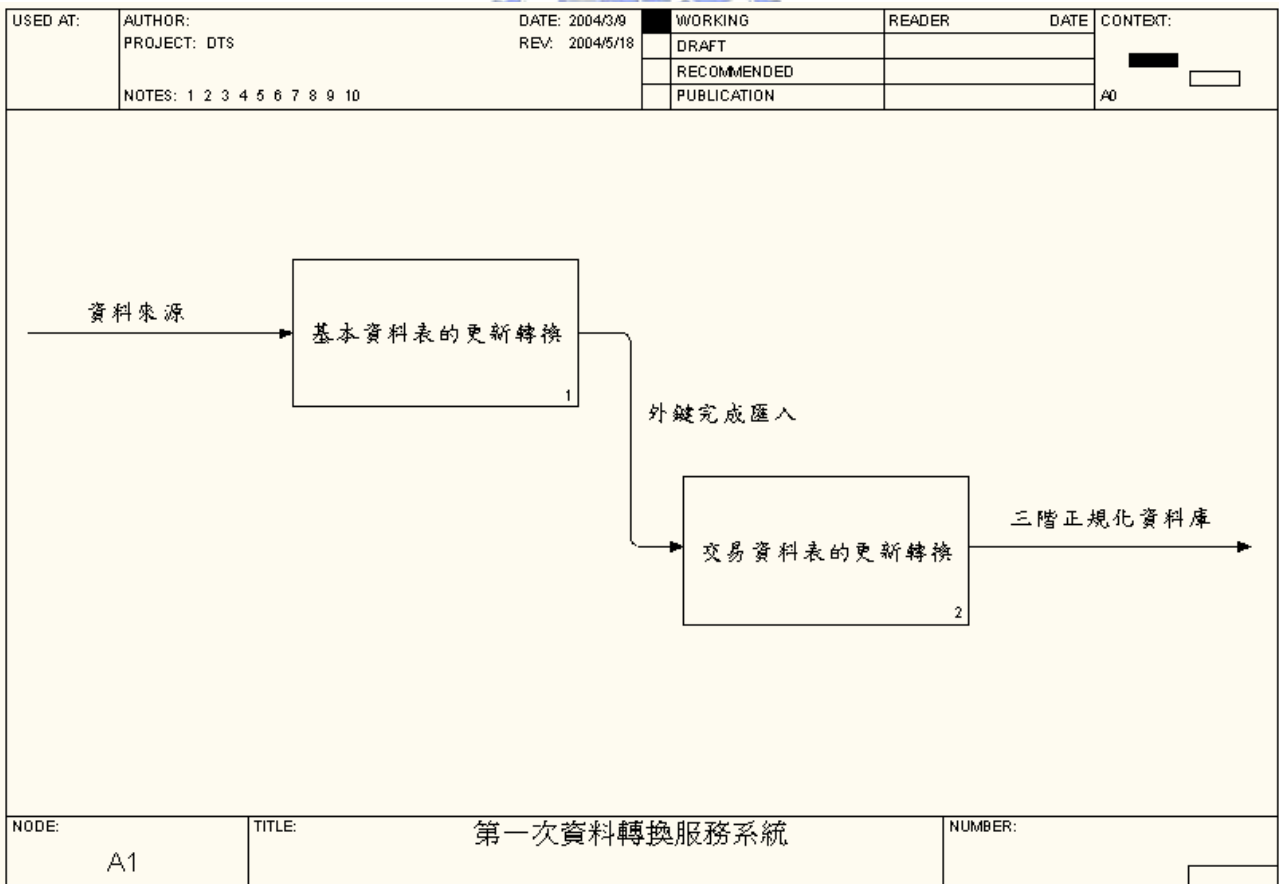 USED AT:
AUTHOR:
DATE: 2004/3/9
PROJECT: DTS
REV: 2004/5/18
NOTES: 1 2 3 4 5 6 7 8 9 10
WORKING
DRAFT
RECOMMENDED
PUBLICATION
READER
DATE
CONTEXT:
A0
資料來源
基本資料表的更新轉換
1
外鍵完成匯入
三階正規化資料庫
交易資料表的更新轉換
2
NODE:
A1
TITLE:
第一次資料轉換服務系統
NUMBER: